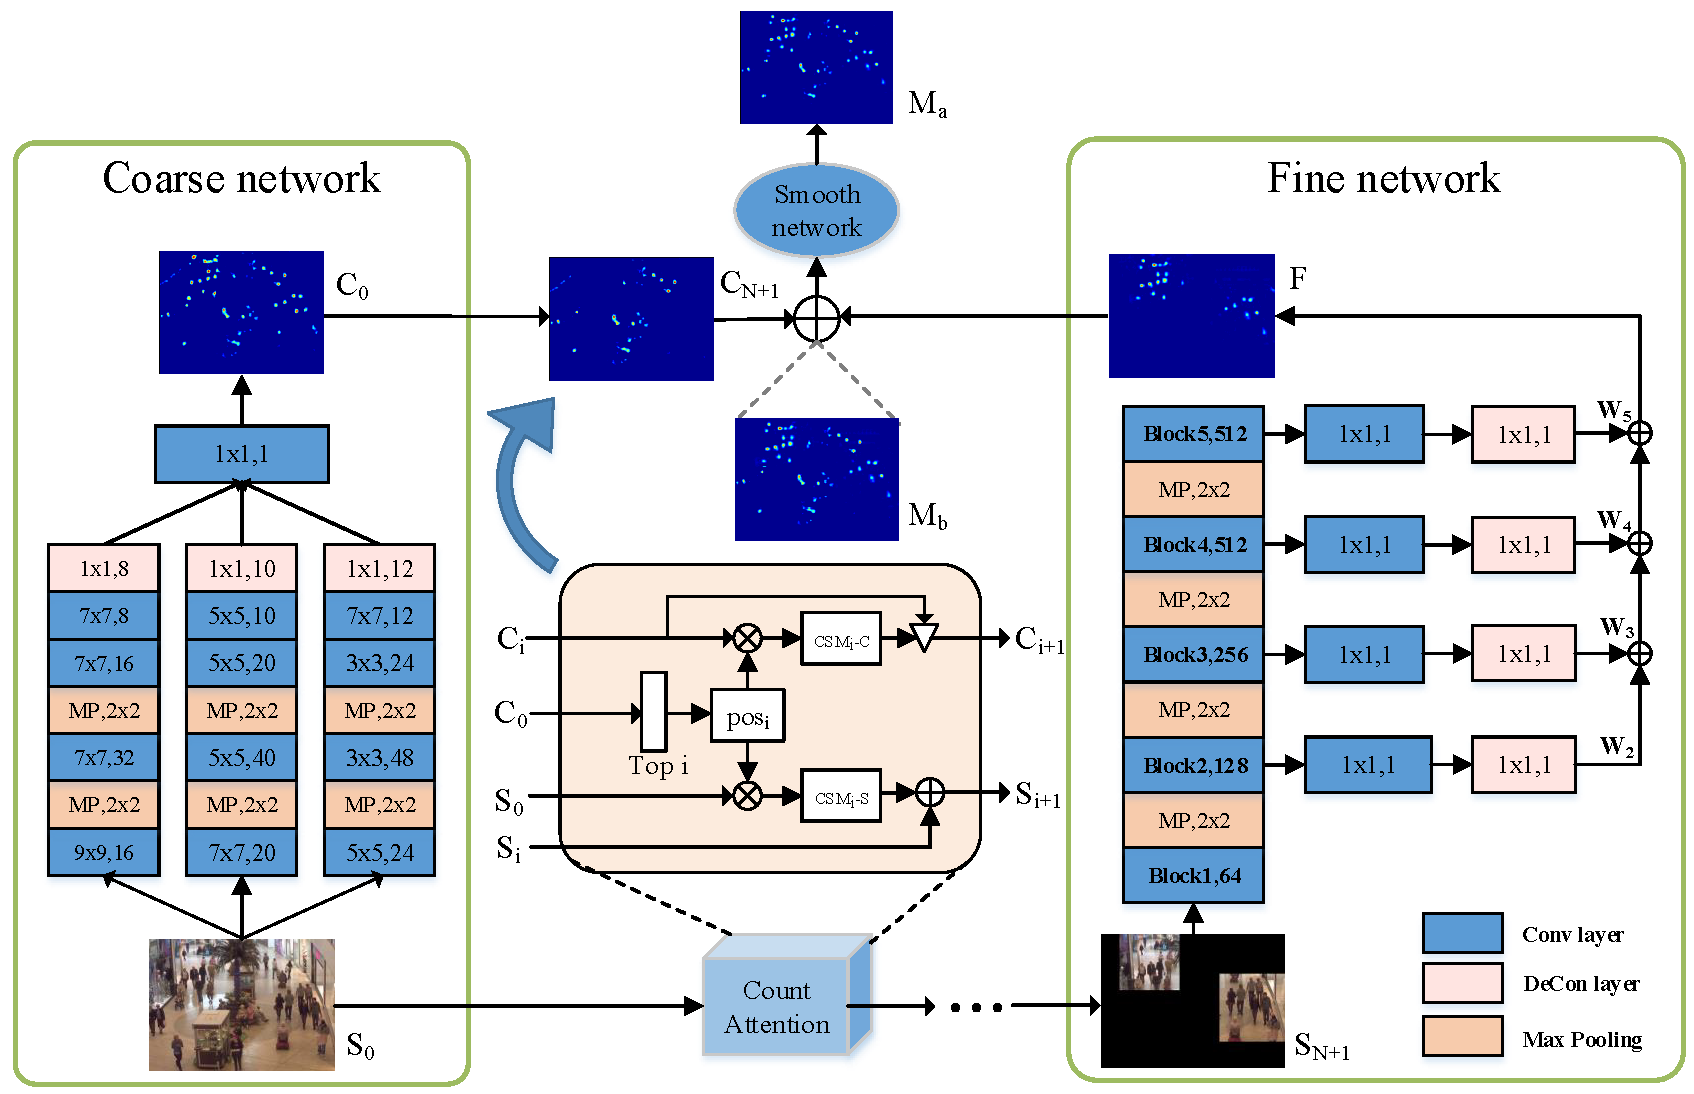 M_a
Coarse network
Fine network
Smooth
network
C_0
C_N+1
F
1x1,1
M_b
1x1,8
7x7,8
7x7,16
MP,2x2
7x7,32
MP,2x2
9x9,16
1x1,10
5x5,10
5x5,20
MP,2x2
5x5,40
MP,2x2
7x7,20
1x1,12
7x7,12
3x3,24
MP,2x2
3x3,48
MP,2x2
5x5,24
S_0
C_i
C_0
S_0
S_i
Top i
pos_i
CSM_i-C
CSM_i-S
C_i+1
S_i+1
Count
Attention
Block5,512
1x1,1
1x1,1
W_5
MP,2x2
Block4,512
1x1,1
1x1,1
W_4
MP,2x2
Block3,256
1x1,1
1x1,1
W_3
MP,2x2
Block2,128
1x1,1
1x1,1
W_2
MP,2x2
Block1,64
S_N+1
Conv layer
DeCon layer
Max Pooling